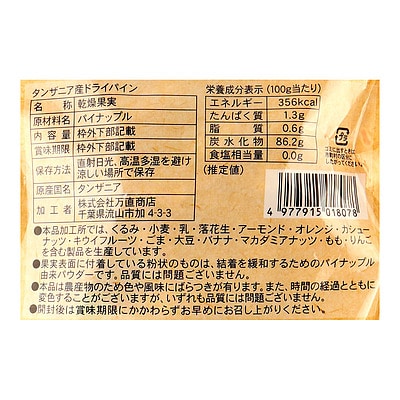 タンザニア産ドライパイン
名称 乾燥果実
原材料名 パイナップル
内容量 枠外下部記載
賞味期限 枠外下部記載
保存方法 直射日光、高温多湿を避け
涼しい場所で保存
原産国名 タンザニア
加工者 株式会社万直商店
千葉県流山市加4-3-3
栄養成分表示(100g当たり)
エネルギー 356kcal
たんぱく質 1.3g
脂質 0.6g
炭水化物 86.2g
食塩相当量 0.0g
(推定値)
プラ
4 977915 018078
●本品加工所では、くるみ・小麦・乳・落花生・アーモンド・オレンジ・カシュー
ナッツ・キウイフルーツ・ごま・大豆・バナナ・マカダミアナッツ・もも・りんご
を含む製品を生産しています。
●果実表面に付着している粉状のものは、結着を緩和するためのパイナップル
由来パウダーです。品質には問題ございません。
●本品は農産物のため色や風味にばらつきが有ります。また、時間の経過とともに
変色することがございますが、いずれも品質には問題ございません。
●開封後は賞味期限にかかわらずお早めにお召し上がりください。